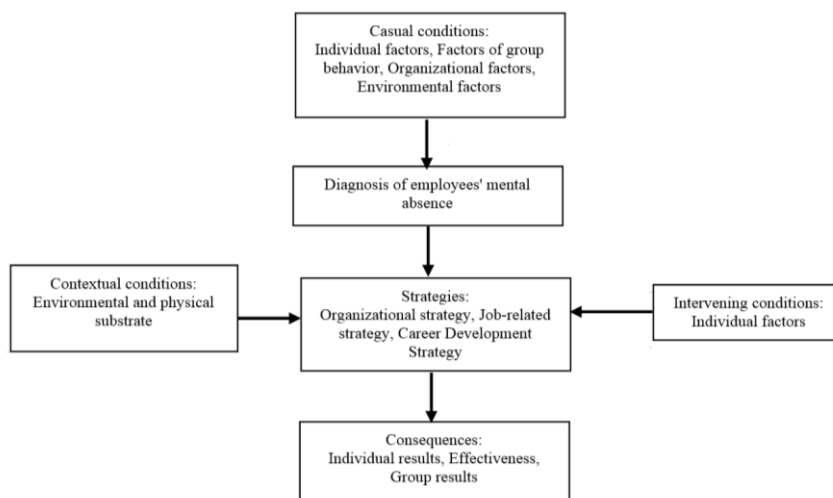 Casual conditions:
Individual factors, Factors of group
behavior, Organizational factors,
Environmental factors
Diagnosis of employees' mental
absence
Contextual conditions:
Environmental and physical
substrate
Strategies:
Organizational strategy, Job-related
strategy, Career Development
Strategy
Intervening conditions:
Individual factors
Consequences:
Individual results, Effectiveness,
Group results